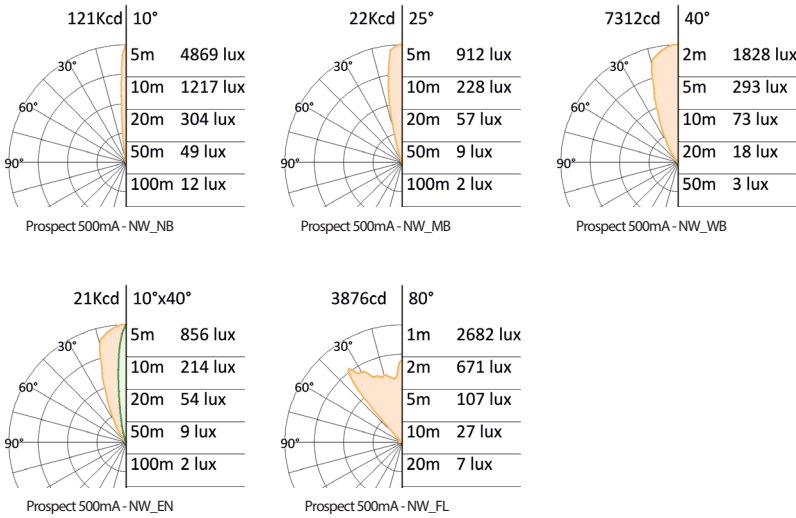 121Kcd 10°
5m 4869 lux
10m 1217 lux
20m 304 lux
50m 49 lux
100m 12 lux
30°
60°
90°
Prospect 500mA - NW_NB
22Kcd 25°
5m 912 lux
10m 228 lux
20m 57 lux
50m 9 lux
100m 2 lux
30°
60°
90°
Prospect 500mA - NW_MB
7312cd 40°
2m 1828 lux
5m 293 lux
10m 73 lux
20m 18 lux
50m 3 lux
30°
60°
90°
Prospect 500mA - NW_WB
21Kcd 10°x40°
5m 856 lux
10m 214 lux
20m 54 lux
50m 9 lux
100m 2 lux
30°
60°
90°
Prospect 500mA - NW_EN
3876cd 80°
1m 2682 lux
2m 671 lux
5m 107 lux
10m 27 lux
20m 7 lux
30°
60°
90°
Prospect 500mA - NW_FL